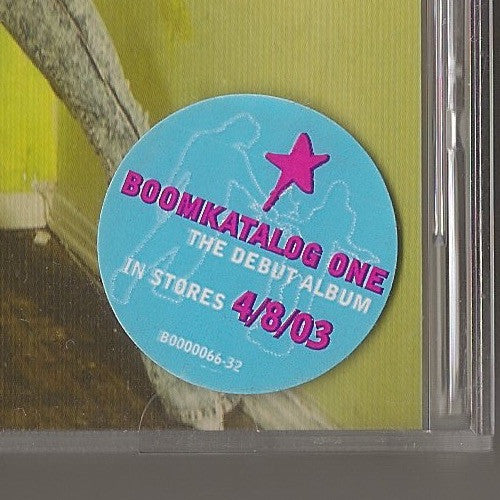 BOOMKATALOG ONE
THE DEBUT ALBUM
IN STORES 4/8/03
B0000066-32